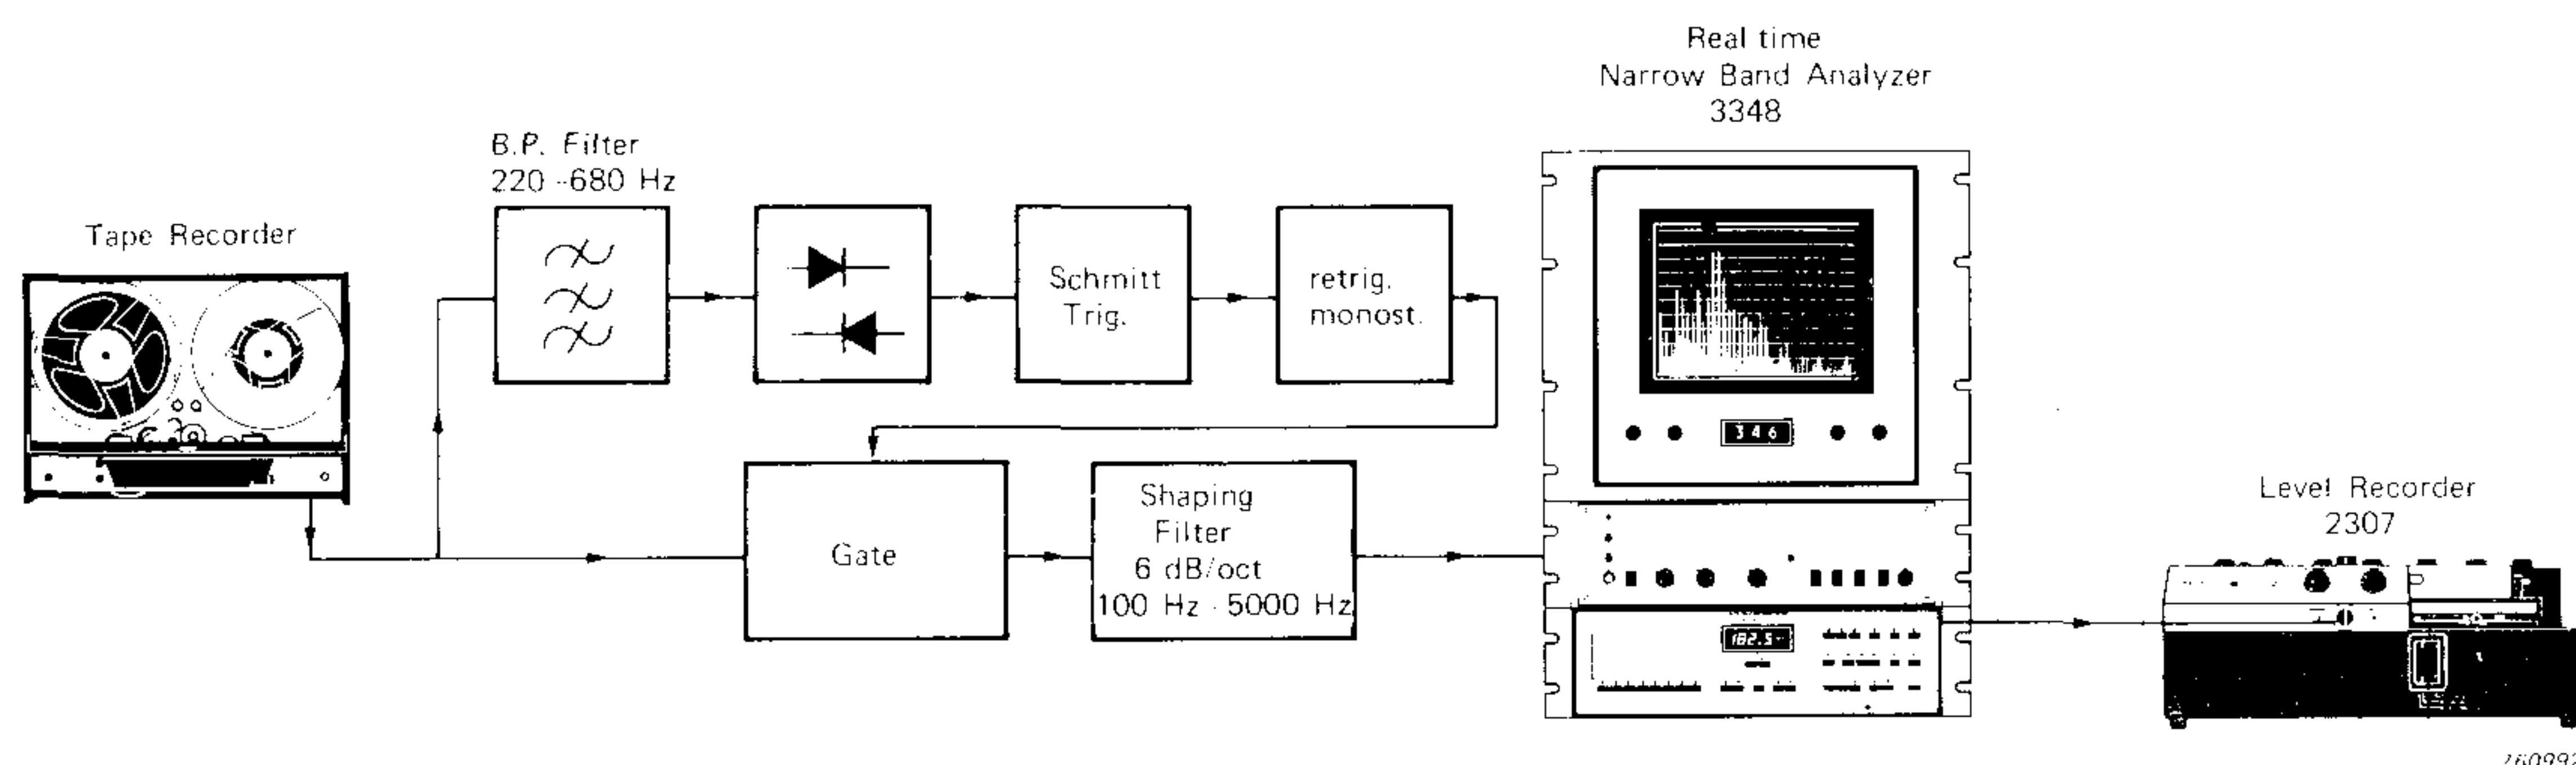 Real time
Narrow Band Analyzer
3348
B.P. Filter
220 - 680 Hz
Tape Recorder
Schmitt
Trig.
retrig.
monost.
346
Level Recorder
2307
Gate
Shaping
Filter
6 dB/oct
100 Hz - 5000 Hz
182.5